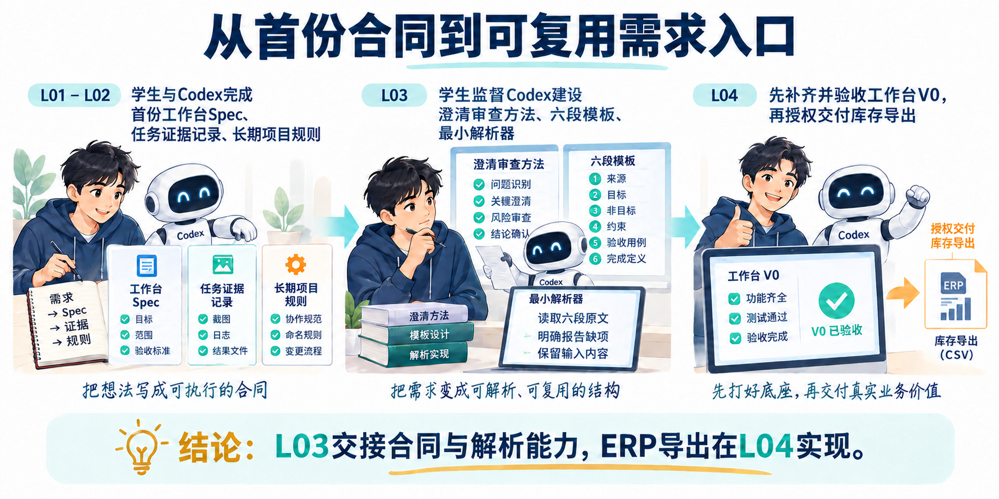 从首份合同到可复用需求入口
L01 – L02
学生与Codex完成
首份工作台Spec、
任务证据记录、长期项目规则
Codex
需求
→ Spec
→ 证据
→ 规则
工作台
Spec
目标
范围
验收标准
任务证据
记录
截图
日志
结果文件
长期项目
规则
协作规范
命名规则
变更流程
把想法写成可执行的合同
L03
学生监督Codex建设
澄清审查方法、六段模板、
最小解析器
澄清审查方法
问题识别
关键澄清
风险审查
结论确认
六段模板
1 来源
2 目标
3 非目标
4 约束
5 验收用例
6 完成定义
Codex
澄清方法
模板设计
解析实现
最小解析器
读取六段原文
明确报告缺项
保留输入内容
把需求变成可解析、可复用的结构
L04
先补齐并验收工作台V0,
再授权交付库存导出
Codex
工作台 V0
功能齐全
测试通过
验收完成
V0 已验收
授权交付
库存导出
ERP
库存导出
(CSV)
先打好底座，再交付真实业务价值
结论：L03交接合同与解析能力，ERP导出在L04实现。